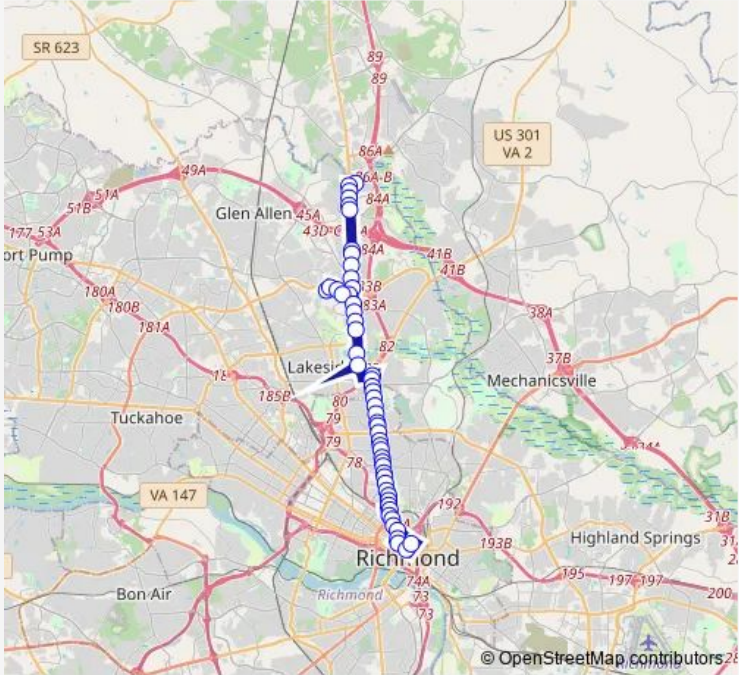 89
89
SR 623
US 301
VA 2
86A
49A
86A-B
51A
51B
84A
Glen Allen
45A
177
53A
43D-C
84A
41B
41B
ort Pump
180A
83B
180B
83A
38A
181A
82
37B
Lakesid
Mechanicsville
185B
80
Tuckahoe
79
79
78
VA 147
192
31B
193B
Highland Springs
Richmond
195
197
197
200
74A
73
73
Bon Air
Richmond
© OpenStreetMap contributors